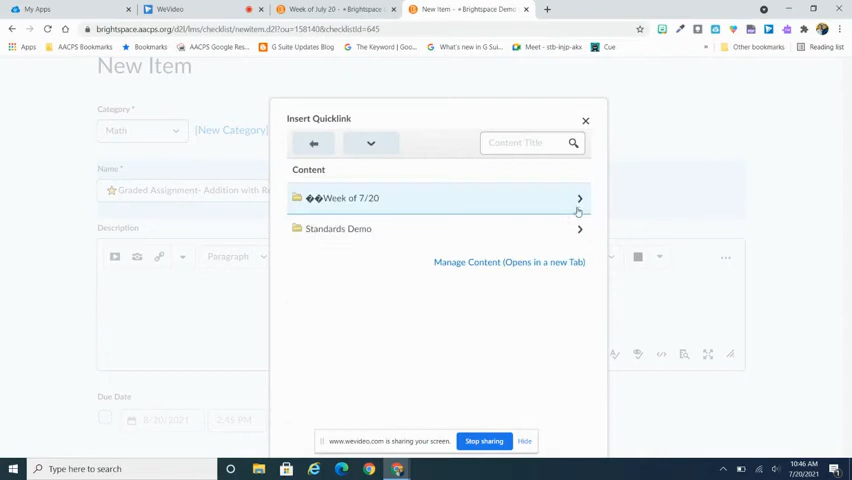 My Apps
WeVideo
Week of July 20 - • Brightspace
New Item - • Brightspace Demo
brightspace.aacps.org/d2l/lms/checklist/newitem.d2l?ou=158140&checklistId=645
Apps
AACPS Bookmarks
Bookmarks
AACPS Google Res...
G Suite Updates Blog
The Keyword | Goo...
What's new in G Sui...
Meet - stb-injp-akx
Cue
»
Other bookmarks
Reading list
New Item
Category *
Math
[New Category]
Name *
Graded Assignment- Addition with Re
Description
Paragraph
Due Date
8/20/2021
2:45 PM
Insert Quicklink
Content Title
Content
��Week of 7/20
Standards Demo
Manage Content (Opens in a new Tab)
www.wevideo.com is sharing your screen.
Stop sharing
Hide
Type here to search
10:46 AM
7/20/2021
1